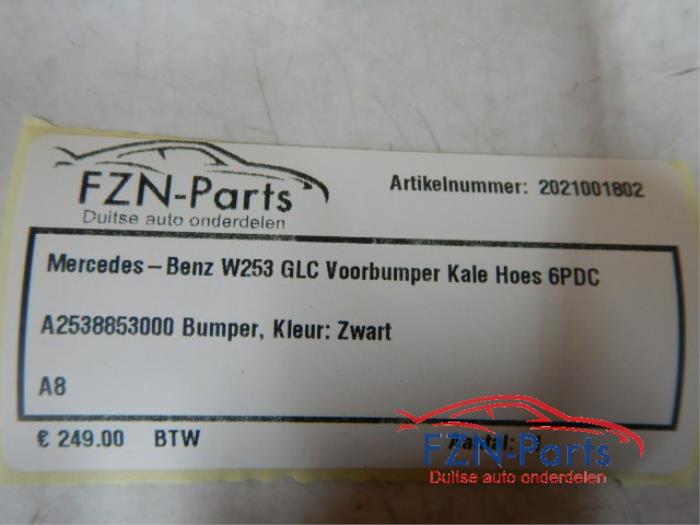 FZN-Parts
Duitse auto onderdelen
Artikelnummer: 2021001802
Mercedes-Benz W253 GLC Voorbumper Kale Hoes 6PDC
A2538853000 Bumper, Kleur: Zwart
A8
€ 249.00 BTW
Aantal:
FZN-Parts
Duitse auto onderdelen